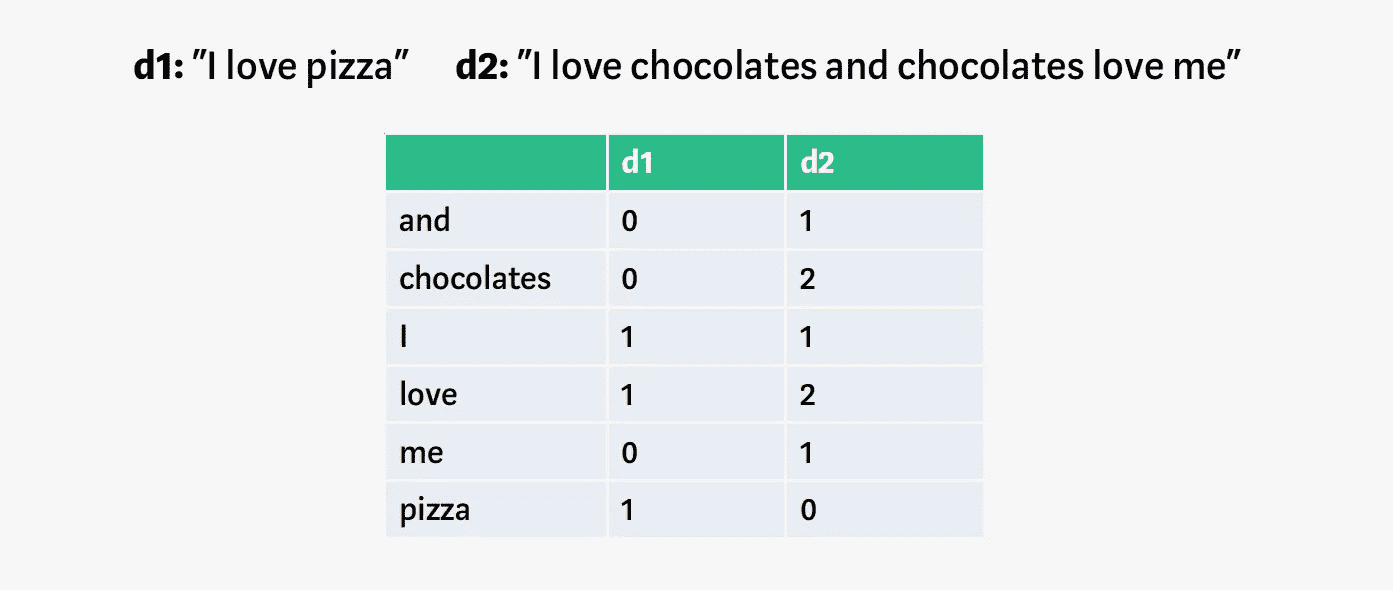 d1: ”I love pizza” d2: ”I love chocolates and chocolates love me”
d1 d2
and 0 1
chocolates 0 2
I 1 1
love 1 2
me 0 1
pizza 1 0